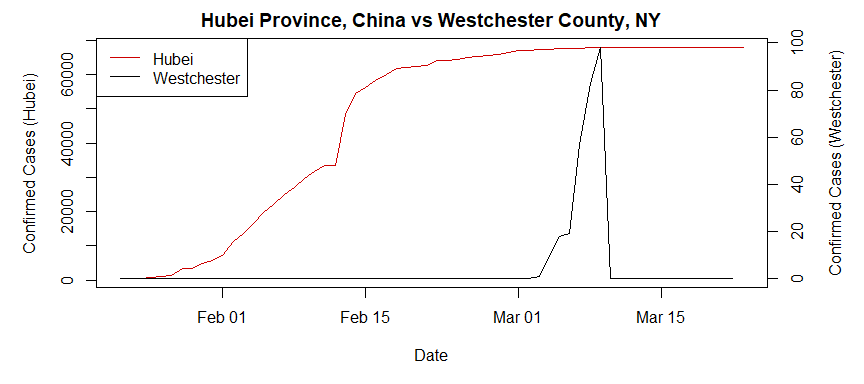 Hubei Province, China vs Westchester County, NY
Hubei
Westchester
Confirmed Cases (Hubei)
60000
40000
20000
0
Confirmed Cases (Westchester)
100
80
60
40
20
0
Feb 01
Feb 15
Mar 01
Mar 15
Date